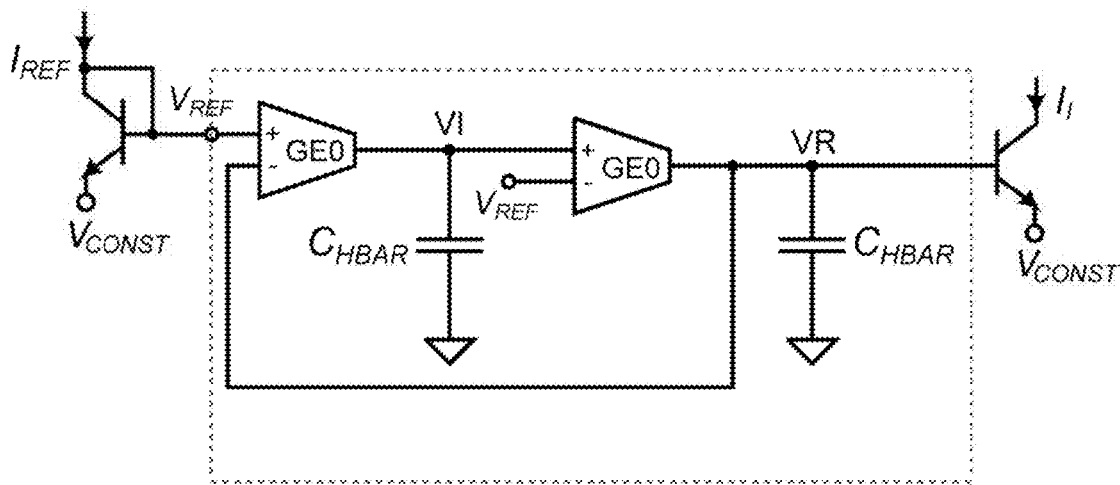 I_REF
V_REF
+
-
GE0
VI
+
-
GE0
V_REF
VR
I_I
V_CONST
C_HBAR
C_HBAR
V_CONST